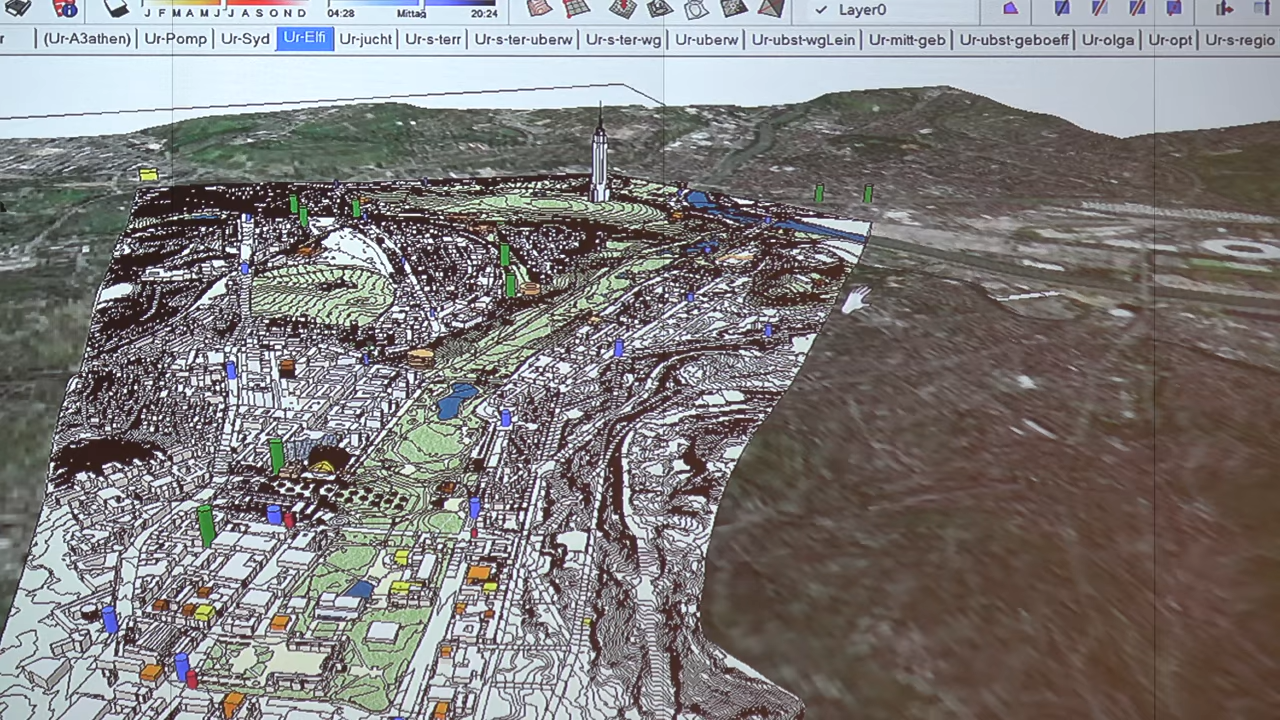 J F M A M J J A S O N D 04:28 Mittag 20:24 Layer0
r (Ur-A3athen) Ur-Pomp Ur-Syd Ur-Elfi Ur-jucht Ur-s-terr Ur-s-ter-uberw Ur-s-ter-wg Ur-uberw Ur-ubst-wgLein Ur-mitt-geb Ur-ubst-geboeff Ur-olga Ur-opt Ur-s-regio